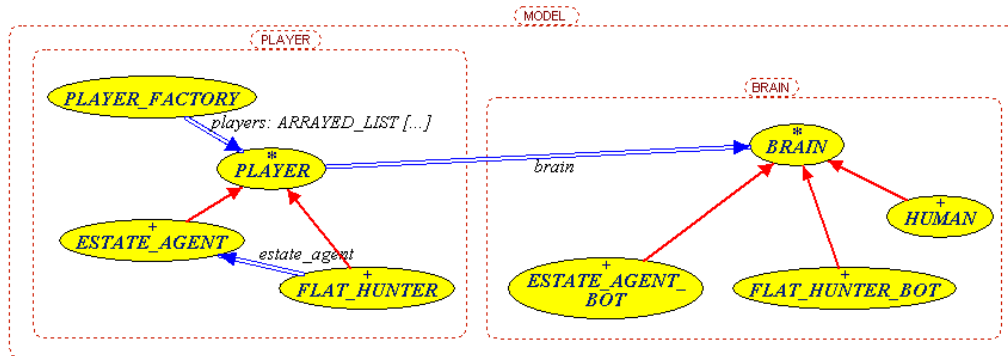 MODEL
PLAYER
PLAYER_FACTORY
players: ARRAYED_LIST [...]
*
PLAYER
brain
+
ESTATE_AGENT
estate_agent
+
FLAT_HUNTER
BRAIN
*
BRAIN
+
HUMAN
+
ESTATE_AGENT_
BOT
+
FLAT_HUNTER_BOT